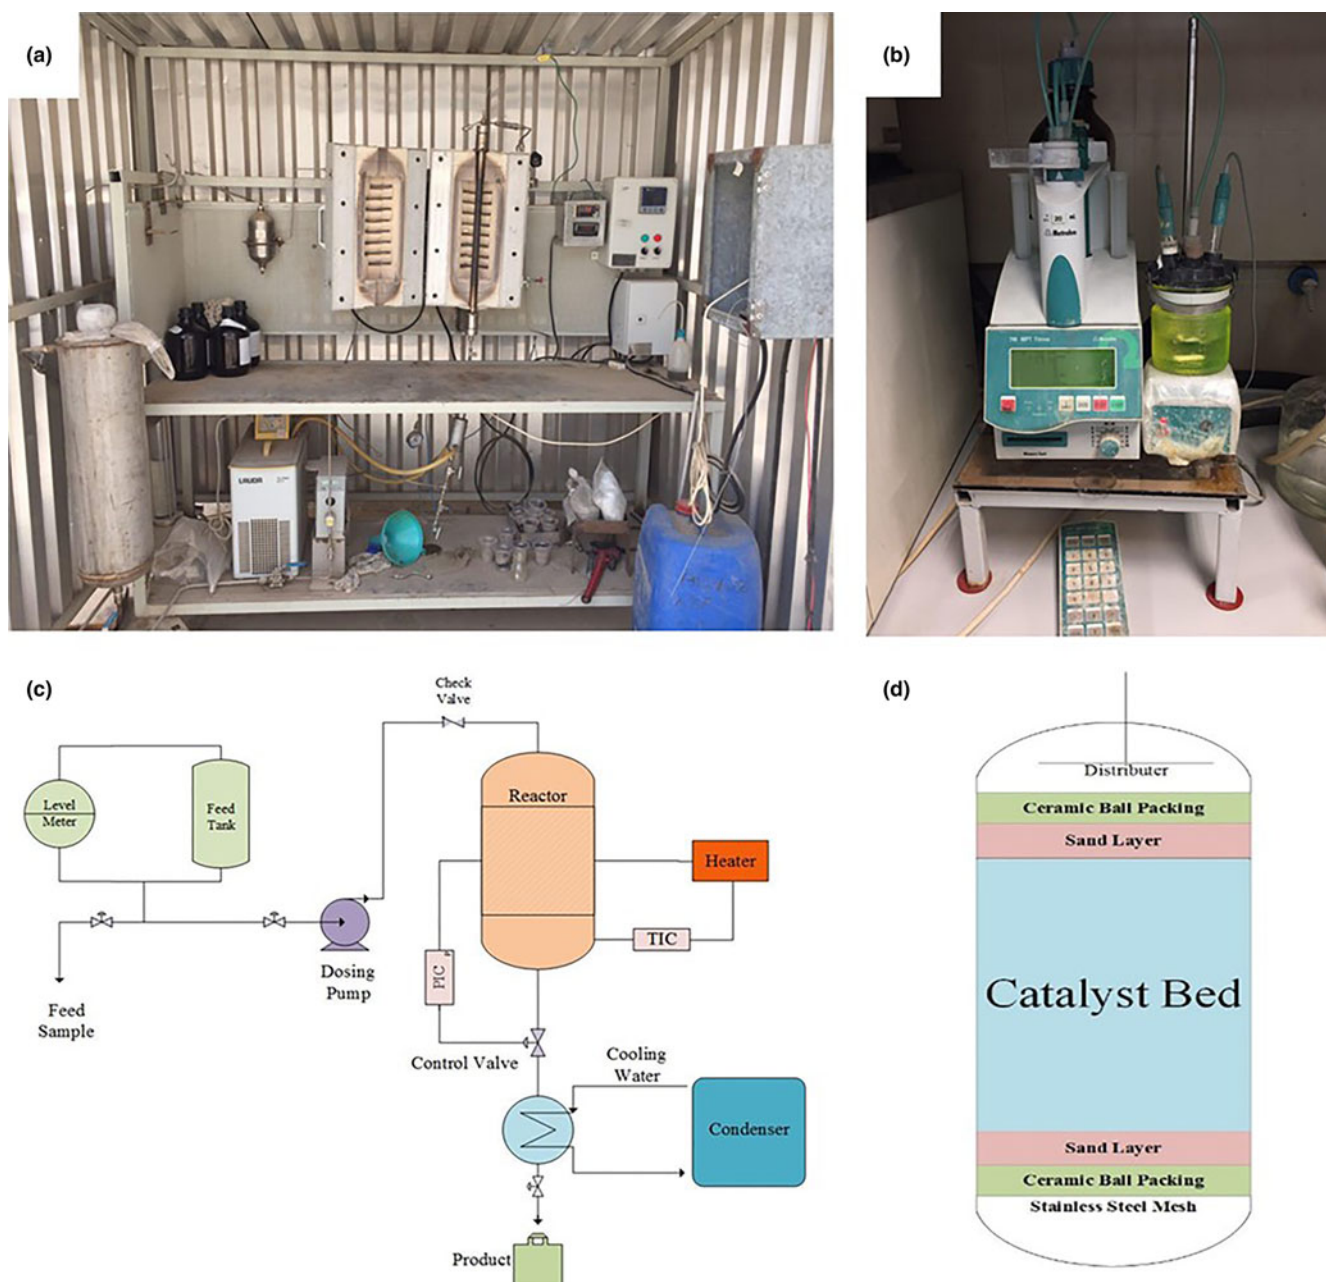 (a)
LAUDA
(b)
20
Metrohm
Metrohm
(c)
Check
Valve
Level
Meter
Feed
Tank
Reactor
Heater
TIC
PIC
Dosing
Pump
Feed
Sample
Control Valve
Cooling
Water
Condenser
Product
(d)
Distributer
Ceramic Ball Packing
Sand Layer
Catalyst Bed
Sand Layer
Ceramic Ball Packing
Stainless Steel Mesh